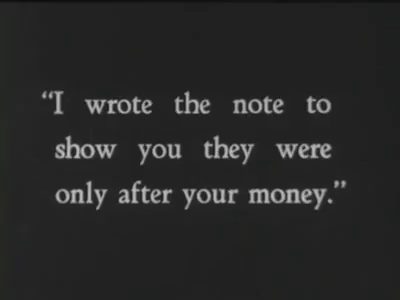 “I wrote the note to
show you they were
only after your money.”